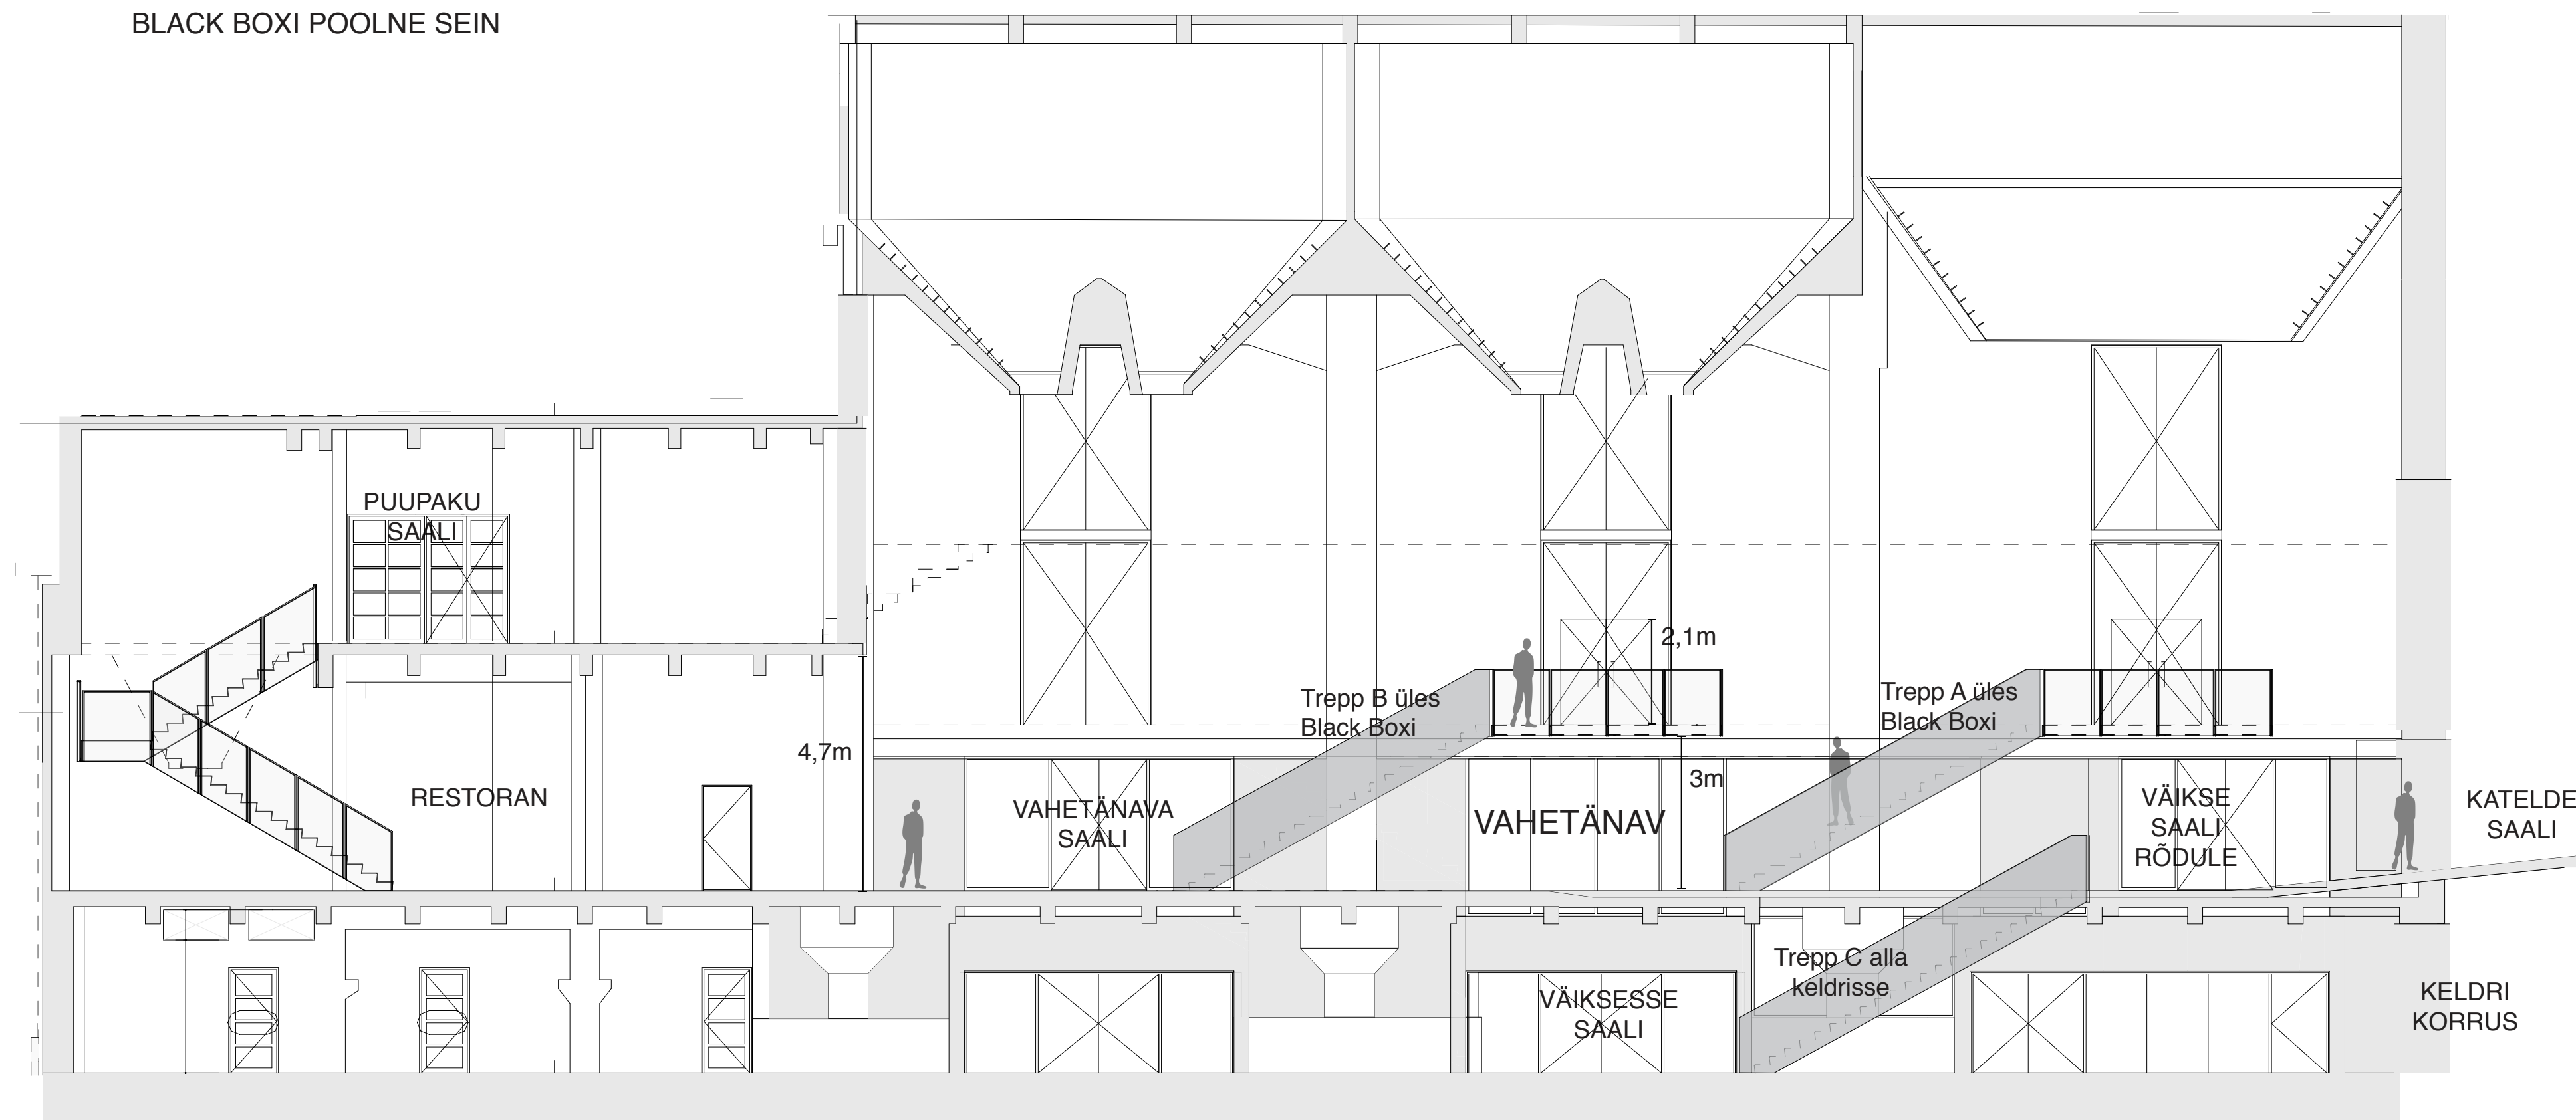 BLACK BOXI POOLNE SEIN
PUUPAKU
SAALI
2,1m
Trepp B üles
Black Boxi
Trepp A üles
Black Boxi
4,7m
3m
RESTORAN
VAHETÄNAVA
SAALI
VAHETÄNAV
VÄIKSE
SAALI
RÕDULE
KATELDE
SAALI
Trepp C alla
keldrisse
VÄIKSESSE
SAALI
KELDRI
KORRUS